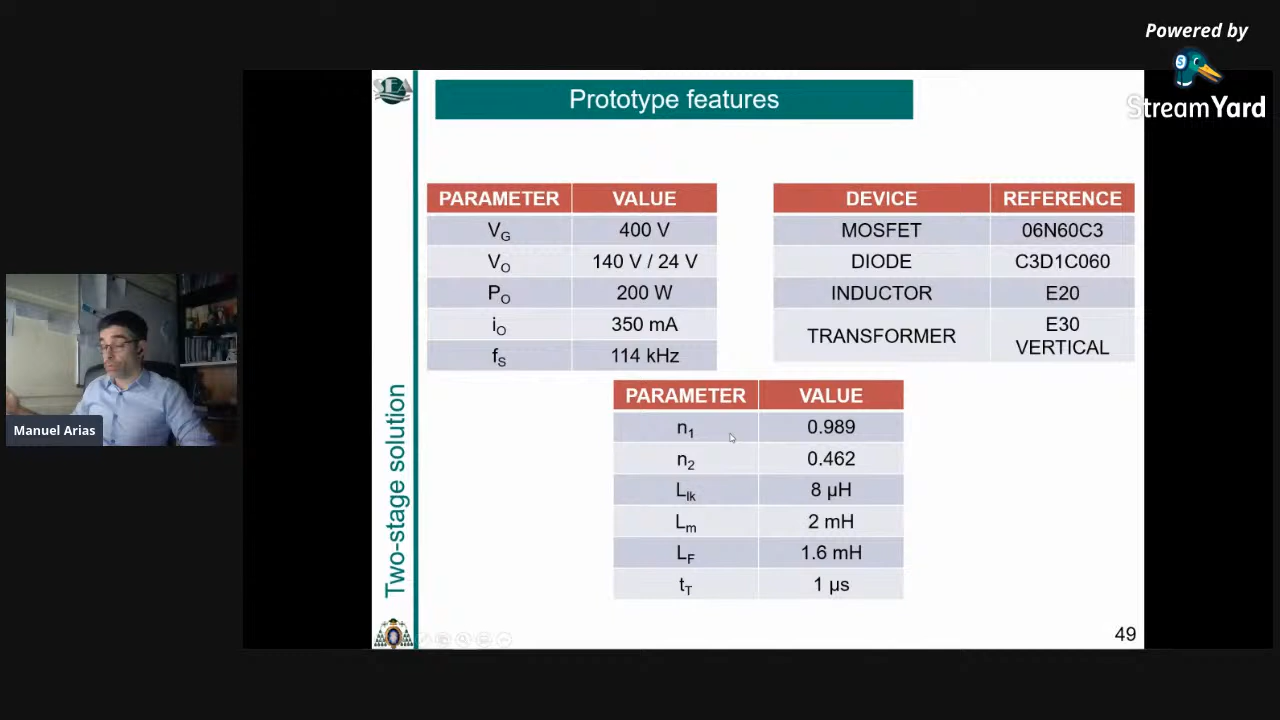 Powered by
StreamYard
SEA
Prototype features
PARAMETER VALUE
V_G 400 V
V_O 140 V / 24 V
P_O 200 W
i_O 350 mA
f_S 114 kHz
DEVICE REFERENCE
MOSFET 06N60C3
DIODE C3D1C060
INDUCTOR E20
TRANSFORMER E30
VERTICAL
PARAMETER VALUE
n_1 0.989
n_2 0.462
L_lk 8 µH
L_m 2 mH
L_F 1.6 mH
t_T 1 µs
Two-stage solution
Manuel Arias
49